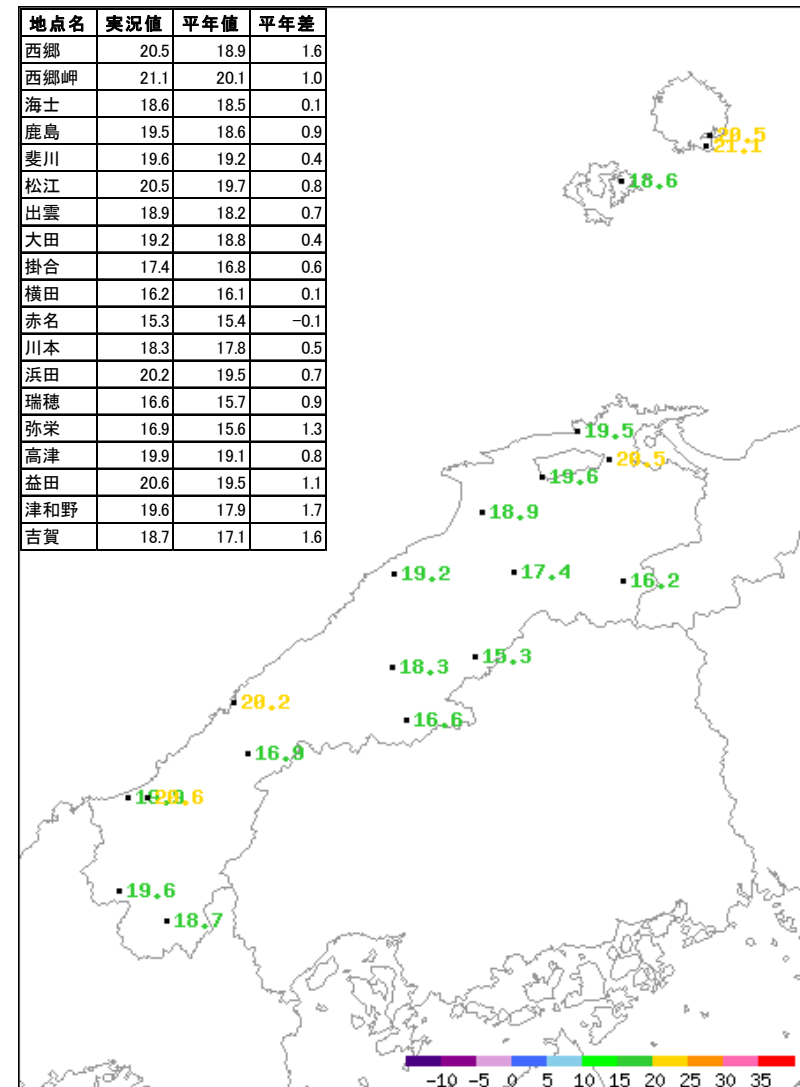 地点名 実況値 平年値 平年差
西郷 20.5 18.9 1.6
西郷岬 21.1 20.1 1.0
海士 18.6 18.5 0.1
鹿島 19.5 18.6 0.9
斐川 19.6 19.2 0.4
松江 20.5 19.7 0.8
出雲 18.9 18.2 0.7
大田 19.2 18.8 0.4
掛合 17.4 16.8 0.6
横田 16.2 16.1 0.1
赤名 15.3 15.4 -0.1
川本 18.3 17.8 0.5
浜田 20.2 19.5 0.7
瑞穂 16.6 15.7 0.9
弥栄 16.9 15.6 1.3
高津 19.9 19.1 0.8
益田 20.6 19.5 1.1
津和野 19.6 17.9 1.7
吉賀 18.7 17.1 1.6
20.5
21.1
18.6
19.5
20.5
19.6
18.9
19.2
17.4
16.2
15.3
18.3
20.2
16.6
16.9
19.9
20.6
19.6
18.7
-10 -5 0 5 10 15 20 25 30 35